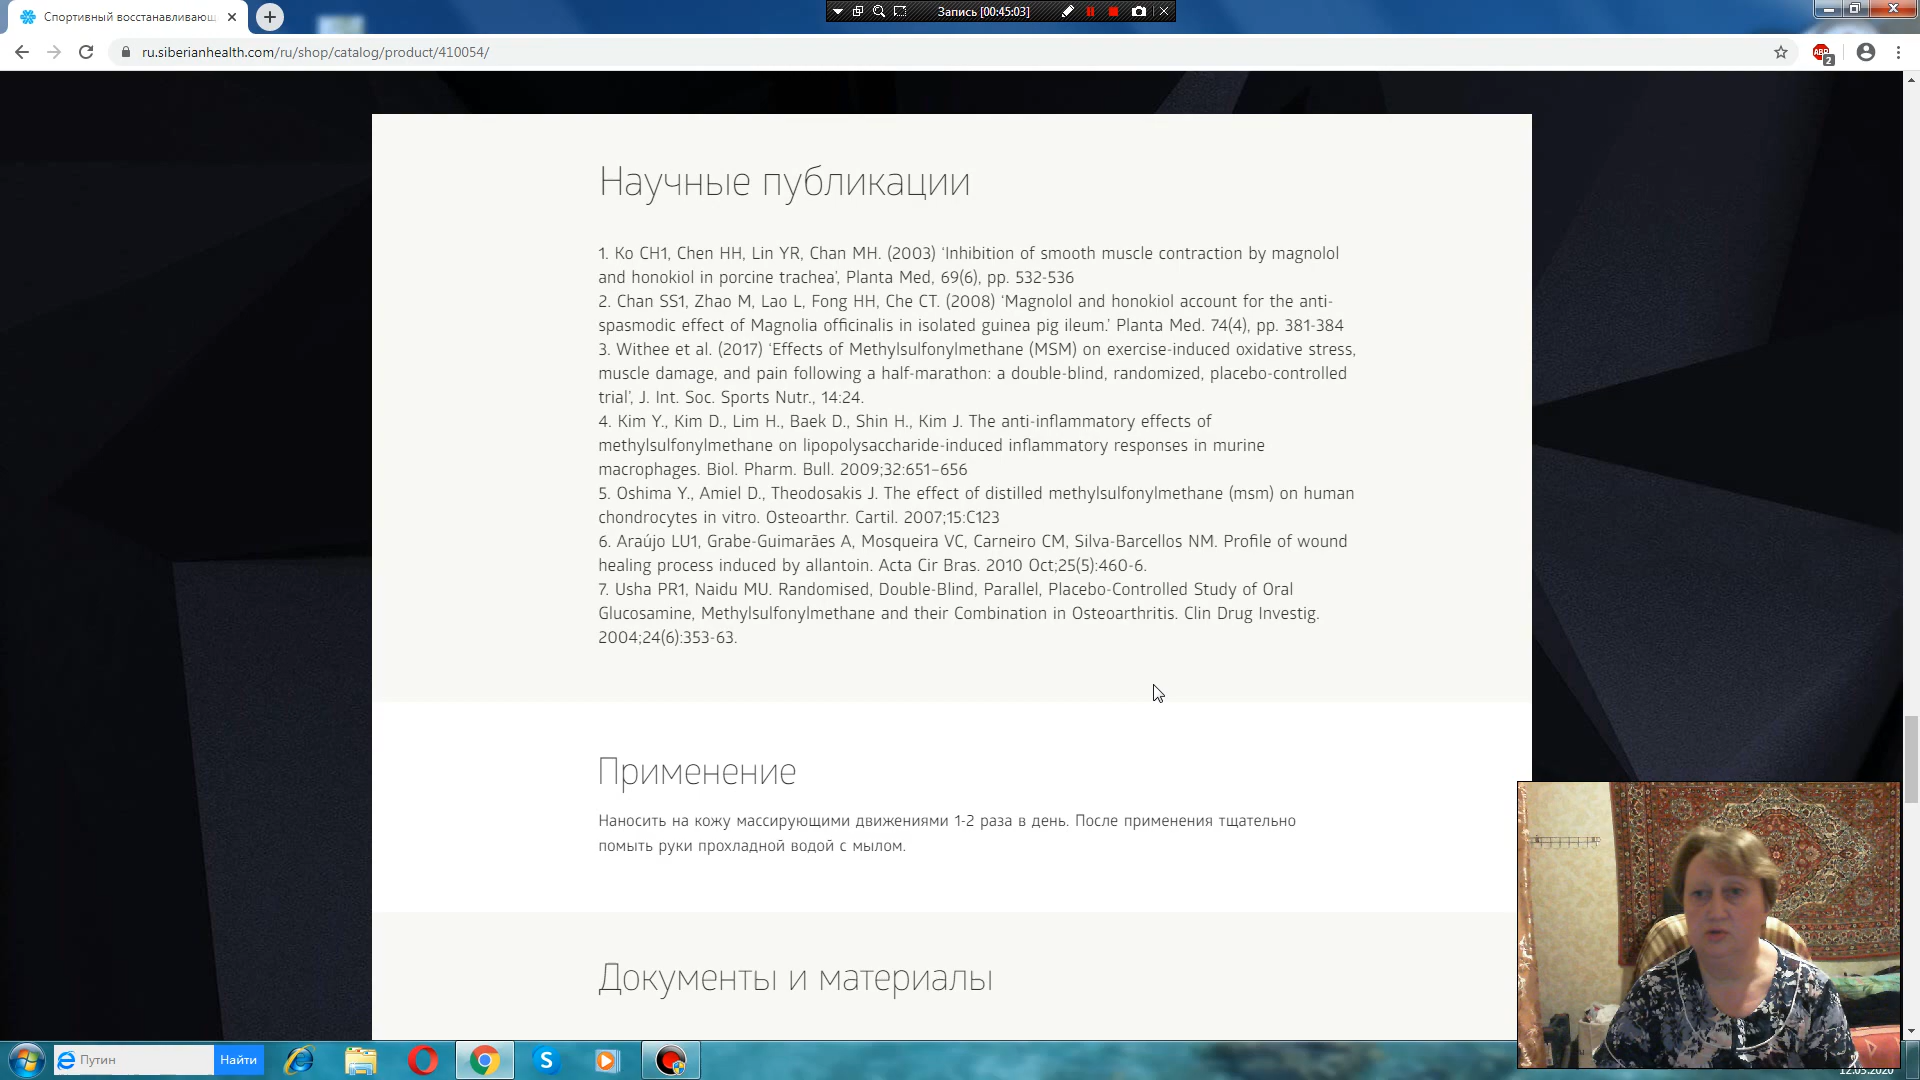 Спортивный восстанавливающ
Запись [00:45:03]
ru.siberianhealth.com/ru/shop/catalog/product/410054/
ABP
2
Научные публикации
1. Ko CH1, Chen HH, Lin YR, Chan MH. (2003) ‘Inhibition of smooth muscle contraction by magnolol
and honokiol in porcine trachea’, Planta Med, 69(6), pp. 532-536
2. Chan SS1, Zhao M, Lao L, Fong HH, Che CT. (2008) ‘Magnolol and honokiol account for the anti-
spasmodic effect of Magnolia officinalis in isolated guinea pig ileum.’ Planta Med. 74(4), pp. 381-384
3. Withee et al. (2017) ‘Effects of Methylsulfonylmethane (MSM) on exercise-induced oxidative stress,
muscle damage, and pain following a half-marathon: a double-blind, randomized, placebo-controlled
trial’, J. Int. Soc. Sports Nutr., 14:24.
4. Kim Y., Kim D., Lim H., Baek D., Shin H., Kim J. The anti-inflammatory effects of
methylsulfonylmethane on lipopolysaccharide-induced inflammatory responses in murine
macrophages. Biol. Pharm. Bull. 2009;32:651–656
5. Oshima Y., Amiel D., Theodosakis J. The effect of distilled methylsulfonylmethane (msm) on human
chondrocytes in vitro. Osteoarthr. Cartil. 2007;15:C123
6. Araújo LU1, Grabe-Guimarães A, Mosqueira VC, Carneiro CM, Silva-Barcellos NM. Profile of wound
healing process induced by allantoin. Acta Cir Bras. 2010 Oct;25(5):460-6.
7. Usha PR1, Naidu MU. Randomised, Double-Blind, Parallel, Placebo-Controlled Study of Oral
Glucosamine, Methylsulfonylmethane and their Combination in Osteoarthritis. Clin Drug Investig.
2004;24(6):353-63.
Применение
Наносить на кожу массирующими движениями 1-2 раза в день. После применения тщательно
помыть руки прохладной водой с мылом.
Документы и материалы
Путин
Найти
12.03.2020